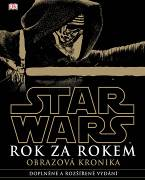 DK
STAR
WARS
ROK ZA ROKEM
OBRAZOVÁ KRONIKA
DOPLNĚNÉ A ROZŠÍŘENÉ VYDÁNÍ